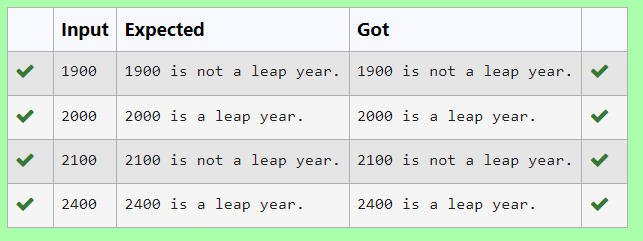 Input Expected Got
1900 1900 is not a leap year. 1900 is not a leap year.
2000 2000 is a leap year. 2000 is a leap year.
2100 2100 is not a leap year. 2100 is not a leap year.
2400 2400 is a leap year. 2400 is a leap year.